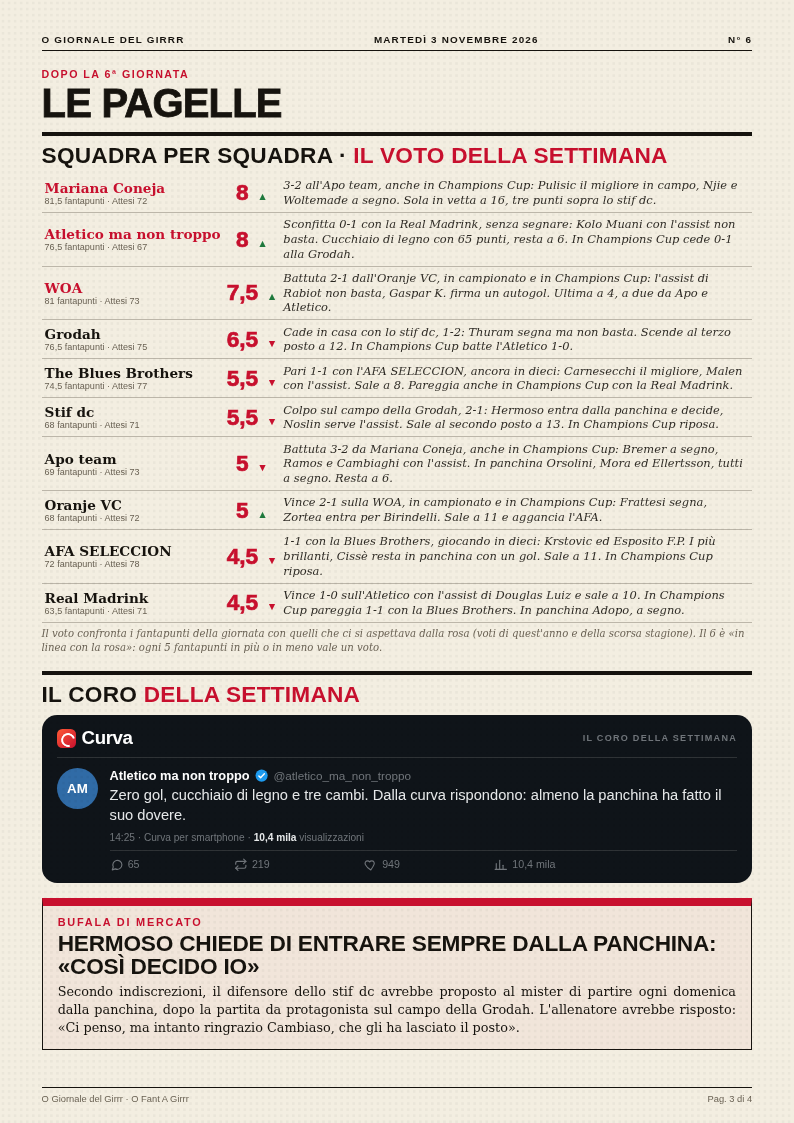 O GIORNALE DEL GIRRR MARTEDÌ 3 NOVEMBRE 2026 N° 6
DOPO LA 6ª GIORNATA
LE PAGELLE
SQUADRA PER SQUADRA · IL VOTO DELLA SETTIMANA
Mariana Coneja
81,5 fantapunti · Attesi 72
8 ▲
3-2 all'Apo team, anche in Champions Cup: Pulisic il migliore in campo, Njie e
Woltemade a segno. Sola in vetta a 16, tre punti sopra lo stif dc.
Atletico ma non troppo
76,5 fantapunti · Attesi 67
8 ▲
Sconfitta 0-1 con la Real Madrink, senza segnare: Kolo Muani con l'assist non
basta. Cucchiaio di legno con 65 punti, resta a 6. In Champions Cup cede 0-1
alla Grodah.
WOA
81 fantapunti · Attesi 73
7,5 ▲
Battuta 2-1 dall'Oranje VC, in campionato e in Champions Cup: l'assist di
Rabiot non basta, Gaspar K. firma un autogol. Ultima a 4, a due da Apo e
Atletico.
Grodah
76,5 fantapunti · Attesi 75
6,5 ▼
Cade in casa con lo stif dc, 1-2: Thuram segna ma non basta. Scende al terzo
posto a 12. In Champions Cup batte l'Atletico 1-0.
The Blues Brothers
74,5 fantapunti · Attesi 77
5,5 ▼
Pari 1-1 con l'AFA SELECCION, ancora in dieci: Carnesecchi il migliore, Malen
con l'assist. Sale a 8. Pareggia anche in Champions Cup con la Real Madrink.
Stif dc
68 fantapunti · Attesi 71
5,5 ▼
Colpo sul campo della Grodah, 2-1: Hermoso entra dalla panchina e decide,
Noslin serve l'assist. Sale al secondo posto a 13. In Champions Cup riposa.
Apo team
69 fantapunti · Attesi 73
5 ▼
Battuta 3-2 da Mariana Coneja, anche in Champions Cup: Bremer a segno,
Ramos e Cambiaghi con l'assist. In panchina Orsolini, Mora ed Ellertsson, tutti
a segno. Resta a 6.
Oranje VC
68 fantapunti · Attesi 72
5 ▲
Vince 2-1 sulla WOA, in campionato e in Champions Cup: Frattesi segna,
Zortea entra per Birindelli. Sale a 11 e aggancia l'AFA.
AFA SELECCION
72 fantapunti · Attesi 78
4,5 ▼
1-1 con la Blues Brothers, giocando in dieci: Krstovic ed Esposito F.P. I più
brillanti, Cissè resta in panchina con un gol. Sale a 11. In Champions Cup
riposa.
Real Madrink
63,5 fantapunti · Attesi 71
4,5 ▼
Vince 1-0 sull'Atletico con l'assist di Douglas Luiz e sale a 10. In Champions
Cup pareggia 1-1 con la Blues Brothers. In panchina Adopo, a segno.
Il voto confronta i fantapunti della giornata con quelli che ci si aspettava dalla rosa (voti di quest'anno e della scorsa stagione). Il 6 è «in
linea con la rosa»; ogni 5 fantapunti in più o in meno vale un voto.
IL CORO DELLA SETTIMANA
Curva IL CORO DELLA SETTIMANA
AM
Atletico ma non troppo @atletico_ma_non_troppo
Zero gol, cucchiaio di legno e tre cambi. Dalla curva rispondono: almeno la panchina ha fatto il
suo dovere.
14:25 · Curva per smartphone · 10,4 mila visualizzazioni
65 219 949 10,4 mila
BUFALA DI MERCATO
HERMOSO CHIEDE DI ENTRARE SEMPRE DALLA PANCHINA:
«COSÌ DECIDO IO»
Secondo indiscrezioni, il difensore dello stif dc avrebbe proposto al mister di partire ogni domenica
dalla panchina, dopo la partita da protagonista sul campo della Grodah. L'allenatore avrebbe risposto:
«Ci penso, ma intanto ringrazio Cambiaso, che gli ha lasciato il posto».
O Giornale del Girrr · O Fant A Girrr Pag. 3 di 4